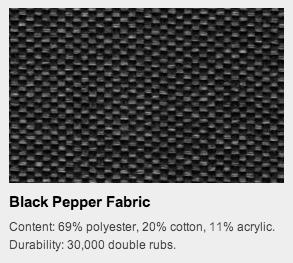 Black Pepper Fabric
Content: 69% polyester, 20% cotton, 11% acrylic.
Durability: 30,000 double rubs.